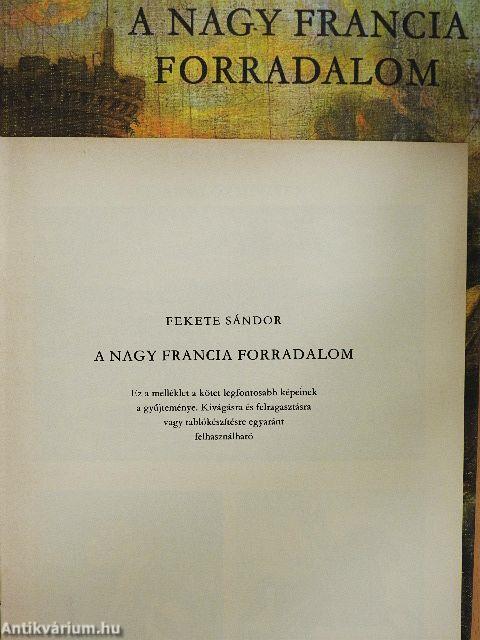 A NAGY FRANCIA
FORRADALOM
FEKETE SÁNDOR
A NAGY FRANCIA FORRADALOM
Ez a melléklet a kötet legfontosabb képeinek
a gyűjteménye. Kivágásra és felragasztásra
vagy tablókészítésre egyaránt
felhasználható
Antikvárium.hu